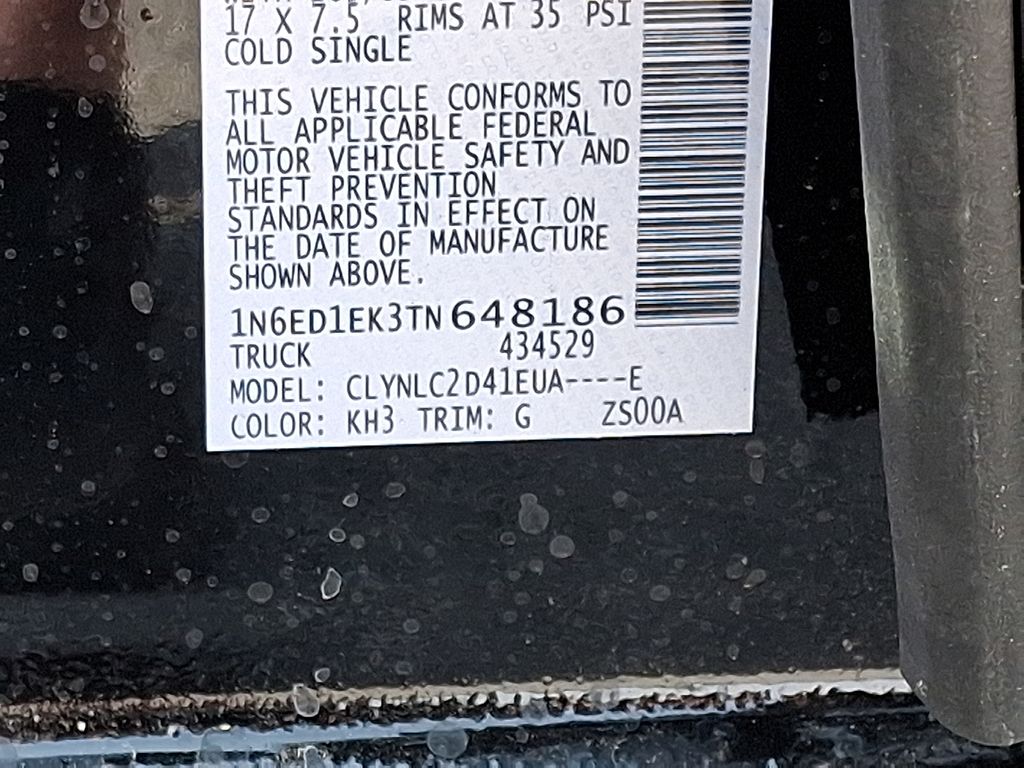 17 X 7.5 RIMS AT 35 PSI
COLD SINGLE
THIS VEHICLE CONFORMS TO
ALL APPLICABLE FEDERAL
MOTOR VEHICLE SAFETY AND
THEFT PREVENTION
STANDARDS IN EFFECT ON
THE DATE OF MANUFACTURE
SHOWN ABOVE.
1N6ED1EK3TN648186
TRUCK 434529
MODEL: CLYNLC2D41EUA----E
COLOR: KH3 TRIM: G ZS00A